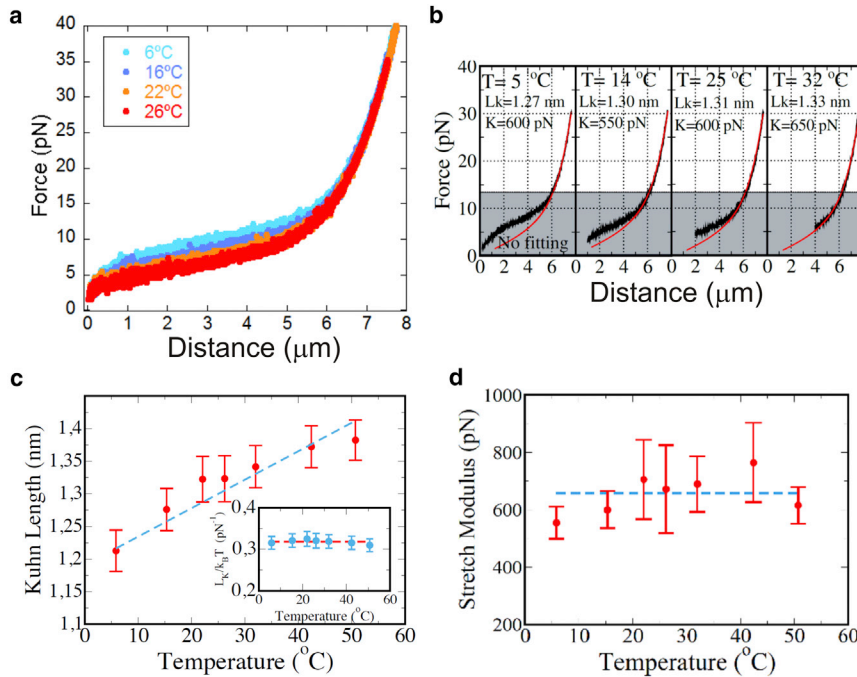 a
Force (pN)
40
35
30
25
20
15
10
5
0
6ºC
16ºC
22ºC
26ºC
0 1 2 3 4 5 6 7 8
Distance (μm)
b
Force (pN)
40
30
20
10
0
T= 5 °C
Lk=1.27 nm
K=600 pN
No fitting
T= 14 °C
Lk=1.30 nm
K=550 pN
T= 25 °C
Lk=1.31 nm
K=600 pN
T= 32 °C
Lk=1.33 nm
K=650 pN
0 2 4 6 0 2 4 6 0 2 4 6 0 2 4 6 8
Distance (μm)
c
Kuhn Length (nm)
1,4
1,35
1,3
1,25
1,2
1,15
1,1
0 10 20 30 40 50 60
Temperature (°C)
L_K/k_BT (pN⁻¹)
0,4
0,3
0,2
0 20 40 60
Temperature (°C)
d
Stretch Modulus (pN)
1000
800
600
400
200
0 10 20 30 40 50 60
Temperature (°C)